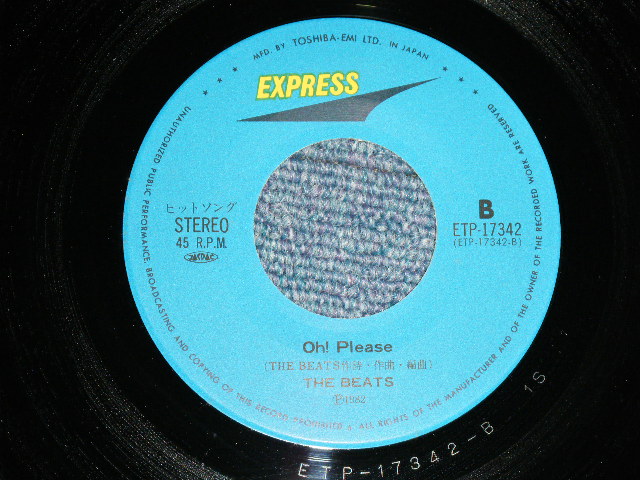 MFD. BY TOSHIBA-EMI LTD. IN JAPAN
EXPRESS
ヒットソング
STEREO
45 R.P.M.
B
ETP-17342
(ETP-17342-B)
Oh! Please
(THE BEATS作詩・作曲・編曲)
THE BEATS
Ⓟ1982
UNAUTHORIZED PUBLIC PERFORMANCE, BROADCASTING AND COPYING OF THIS RECORD PROHIBITED ★ ALL RIGHTS OF THE MANUFACTURER AND OF THE OWNER OF THE RECORDED WORK ARE RESERVED
ETP-17342-B 1S